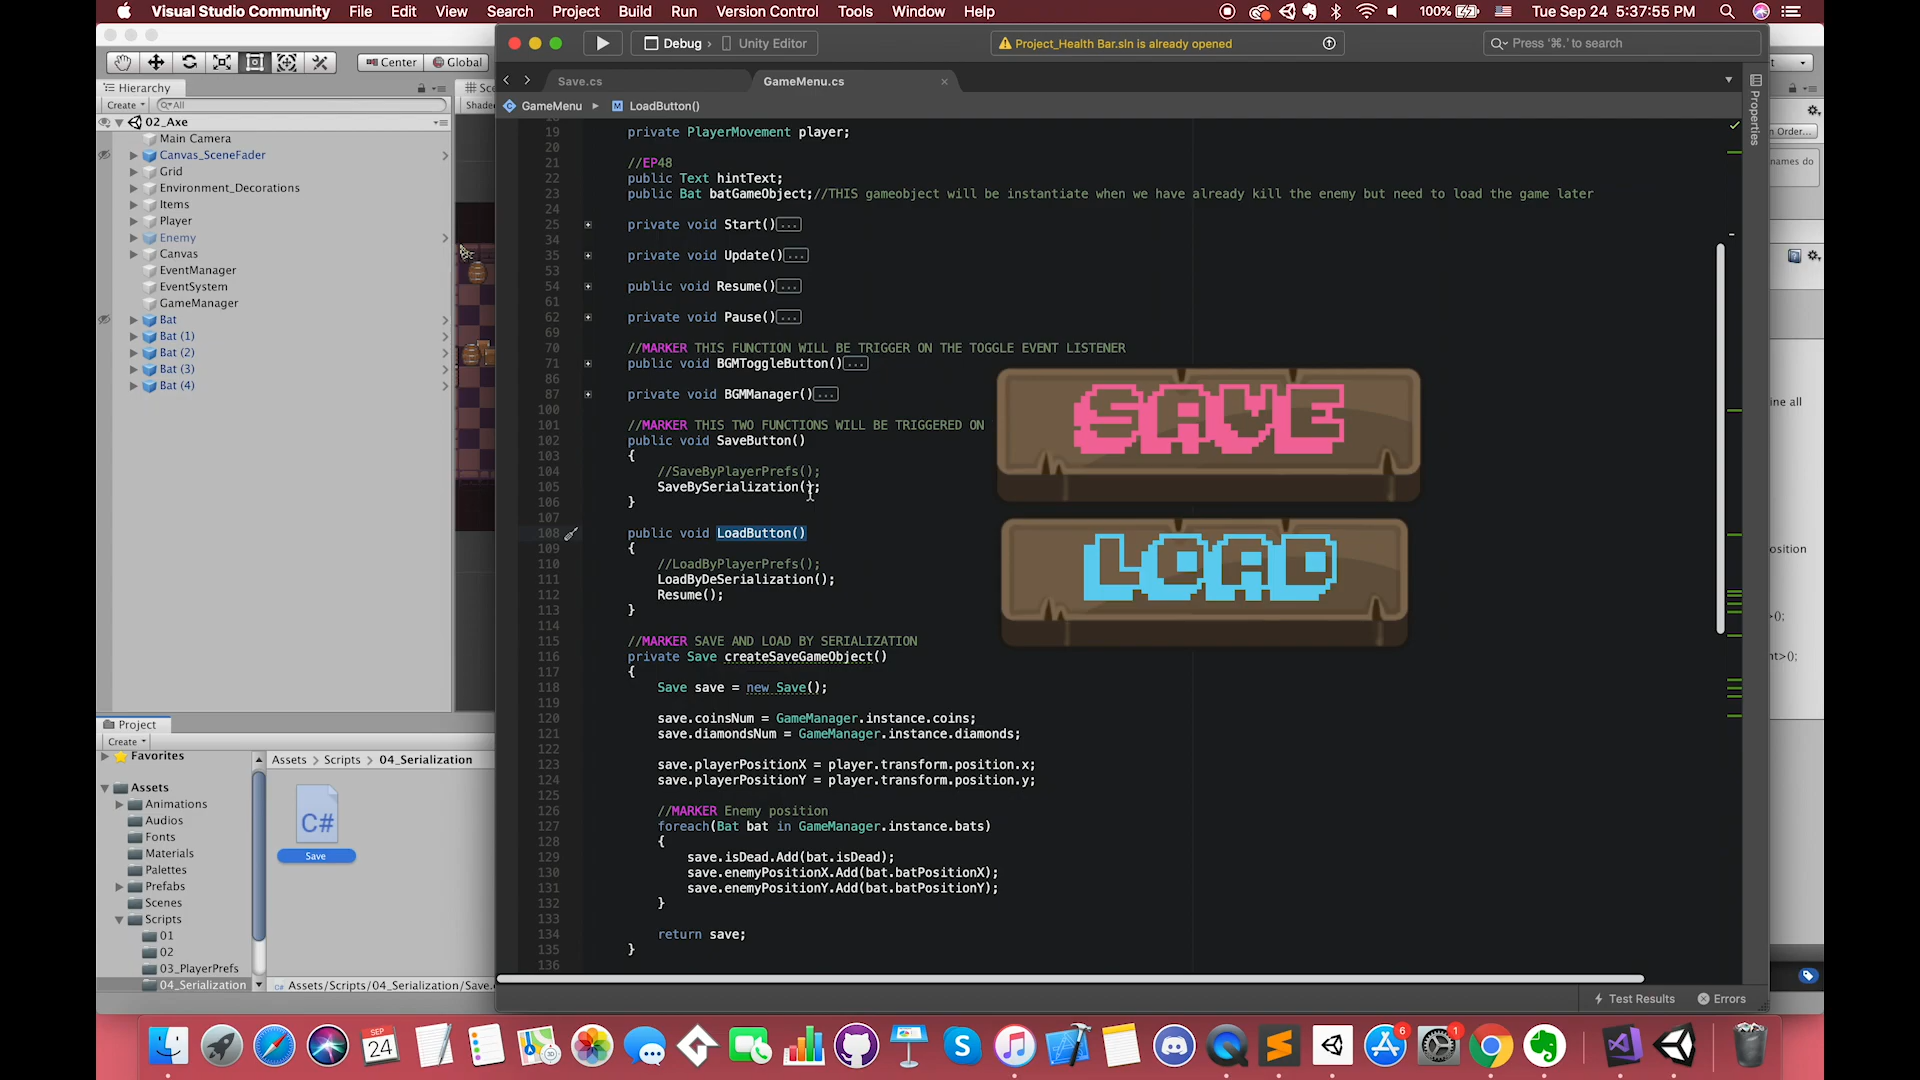 Visual Studio Community File Edit View Search Project Build Run Version Control Tools Window Help 100% Tue Sep 24 5:37:55 PM
Debug › Unity Editor
Project_Health Bar.sln is already opened
Press '⌘.' to search
Center Global
Hierarchy
Create All
02_Axe
Main Camera
Canvas_SceneFader
Grid
Environment_Decorations
Items
Player
Enemy
Canvas
EventManager
EventSystem
GameManager
Bat
Bat (1)
Bat (2)
Bat (3)
Bat (4)
Save.cs GameMenu.cs
GameMenu LoadButton()
Properties
19 private PlayerMovement player;
20
21 //EP48
22 public Text hintText;
23 public Bat batGameObject;//THIS gameobject will be instantiate when we have already kill the enemy but need to load the game later
24
25 private void Start()...
34
35 private void Update()...
53
54 public void Resume()...
61
62 private void Pause()...
69
70 //MARKER THIS FUNCTION WILL BE TRIGGER ON THE TOGGLE EVENT LISTENER
71 public void BGMToggleButton()...
86
87 private void BGMManager()...
100
101 //MARKER THIS TWO FUNCTIONS WILL BE TRIGGERED ON
102 public void SaveButton()
103 {
104 //SaveByPlayerPrefs();
105 SaveBySerialization();
106 }
107
108 public void LoadButton()
109 {
110 //LoadByPlayerPrefs();
111 LoadByDeSerialization();
112 Resume();
113 }
114
115 //MARKER SAVE AND LOAD BY SERIALIZATION
116 private Save createSaveGameObject()
117 {
118 Save save = new Save();
119
120 save.coinsNum = GameManager.instance.coins;
121 save.diamondsNum = GameManager.instance.diamonds;
122
123 save.playerPositionX = player.transform.position.x;
124 save.playerPositionY = player.transform.position.y;
125
126 //MARKER Enemy position
127 foreach(Bat bat in GameManager.instance.bats)
128 {
129 save.isDead.Add(bat.isDead);
130 save.enemyPositionX.Add(bat.batPositionX);
131 save.enemyPositionY.Add(bat.batPositionY);
132 }
133
134 return save;
135 }
136
SAVE
LOAD
Test Results Errors
Project
Create
Favorites
Assets
Animations
Audios
Fonts
Materials
Palettes
Prefabs
Scenes
Scripts
01
02
03_PlayerPrefs
04_Serialization
Assets > Scripts > 04_Serialization
C#
Save
Assets/Scripts/04_Serialization/Save.
SEP
24
6
1